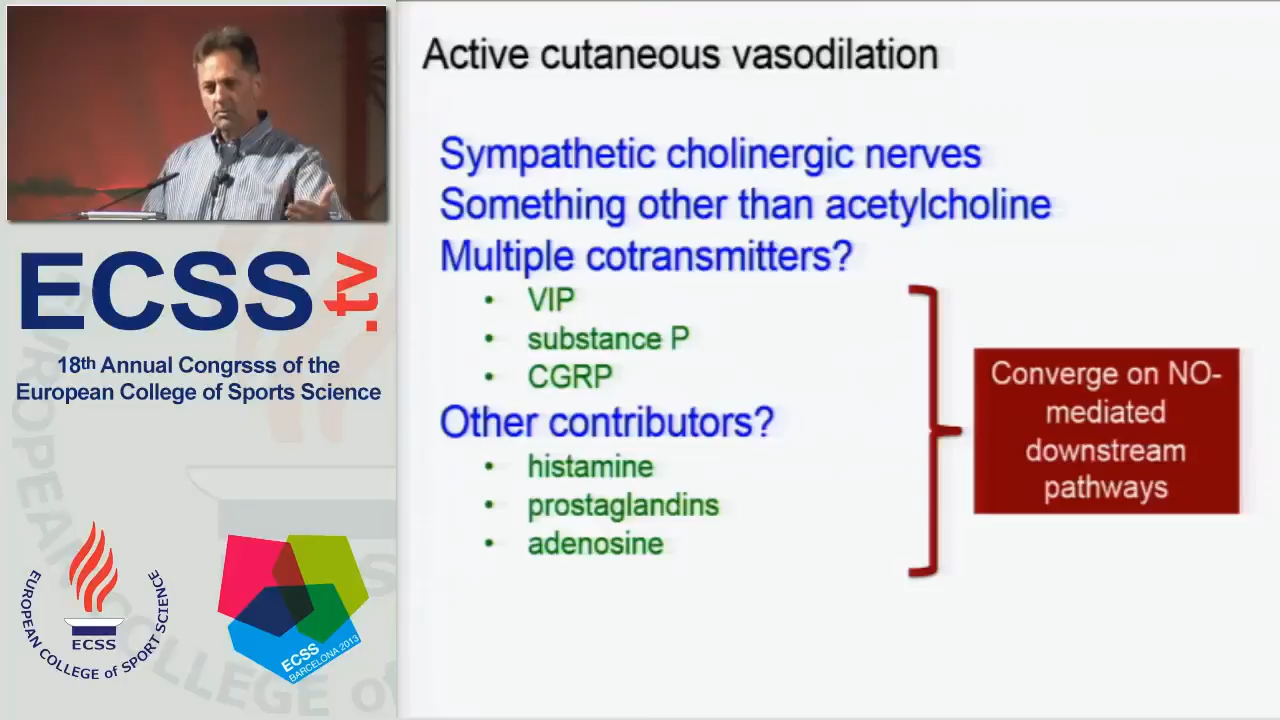 Active cutaneous vasodilation
Sympathetic cholinergic nerves
Something other than acetylcholine
Multiple cotransmitters?
• VIP
• substance P
• CGRP
Other contributors?
• histamine
• prostaglandins
• adenosine
Converge on NO-
mediated
downstream
pathways
ECSS.tv
18th Annual Congrsss of the
European College of Sports Science
ECSS
EUROPEAN COLLEGE of SPORT SCIENCE
ECSS
BARCELONA 2013